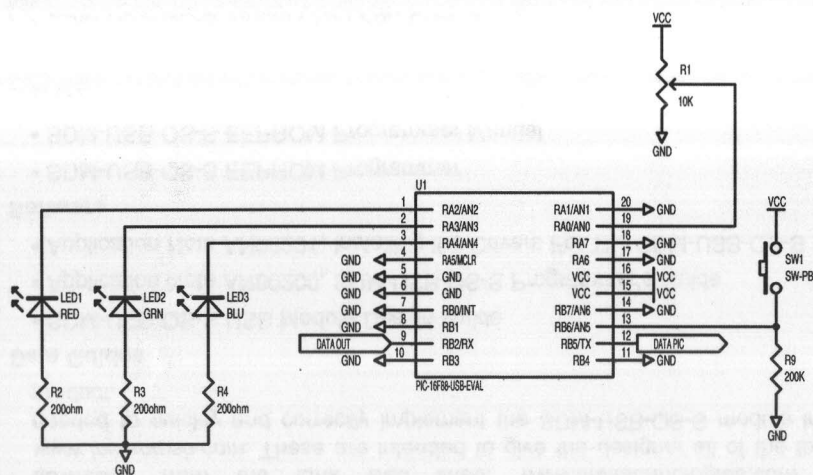 VCC
R1
10K
GND
U1
1 RA2/AN2 RA1/AN1 20 GND
2 RA3/AN3 RA0/AN0 19
3 RA4/AN4 RA7 18 GND
GND 4 RA5/MCLR RA6 17 GND
GND 5 GND VCC 16 VCC
GND 6 GND VCC 15 VCC
GND 7 RB0/INT RB7/AN6 14 GND
GND 8 RB1 RB6/AN5 13
DATA OUT 9 RB2/RX RB5/TX 12 DATA PIC
GND 10 RB3 RB4 11 GND
PIC-16F88-USB-EVAL
VCC
SW1
SW-PB
R9
200K
GND
LED1
RED
LED2
GRN
LED3
BLU
R2
200ohm
R3
200ohm
R4
200ohm
GND